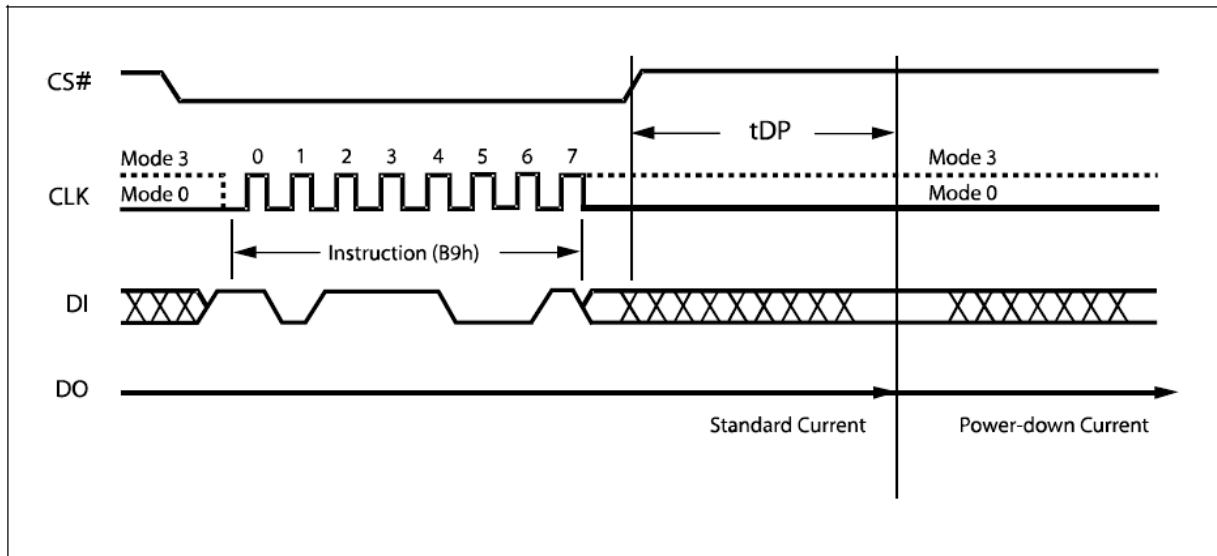 CS#
tDP
Mode 3 0 1 2 3 4 5 6 7 Mode 3
CLK Mode 0 Mode 0
Instruction (B9h)
DI
DO
Standard Current Power-down Current